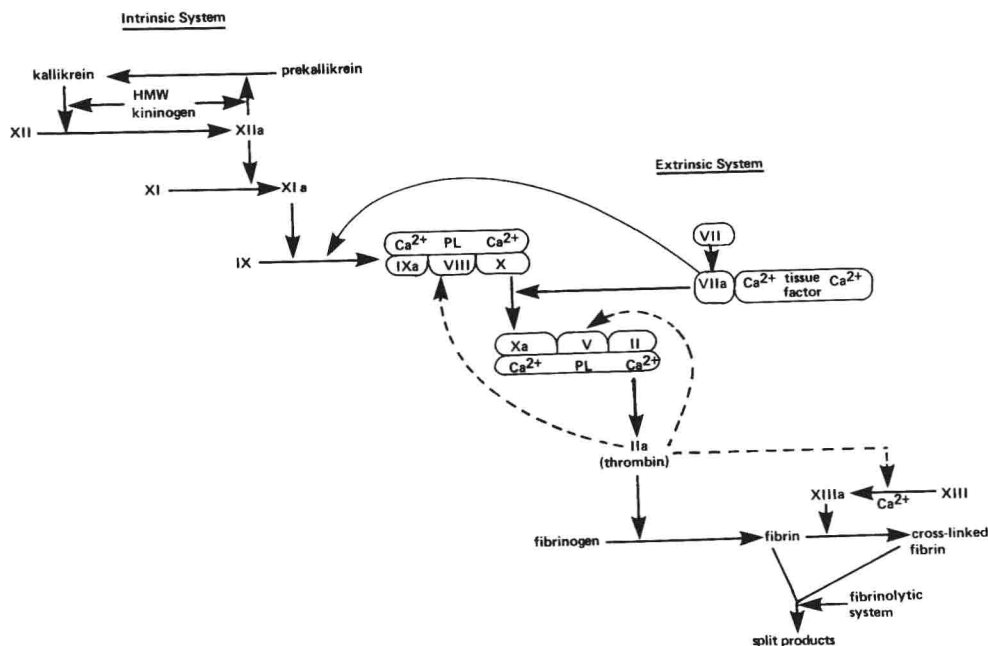 Intrinsic System
kallikrein
prekallikrein
HMW
kininogen
XII
XIIa
XI
XIa
Extrinsic System
VII
IX
Ca2+ PL Ca2+
IXa VIII X
VIIa
Ca2+ tissue Ca2+
factor
Xa V II
Ca2+ PL Ca2+
IIa
(thrombin)
XIIIa
XIII
Ca2+
fibrinogen
fibrin
cross-linked
fibrin
fibrinolytic
system
split products